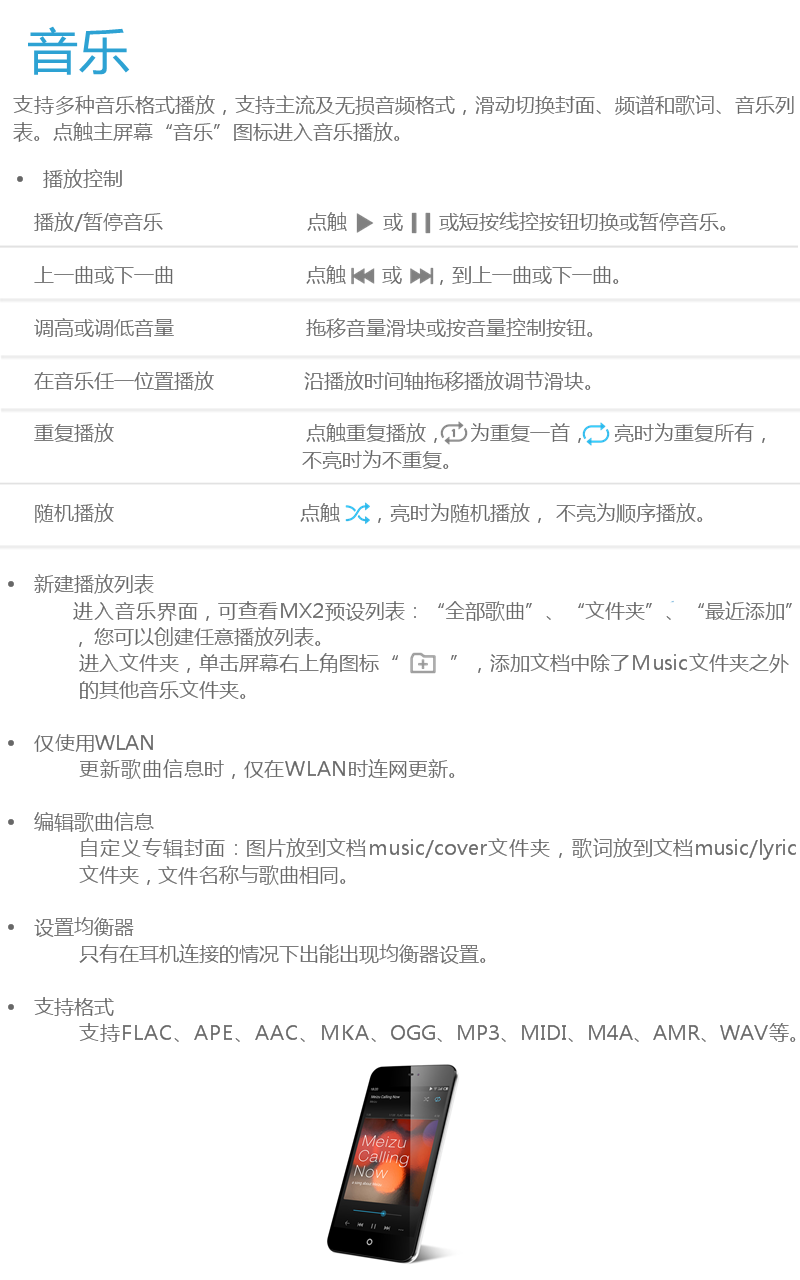 音乐
支持多种音乐格式播放，支持主流及无损音频格式，滑动切换封面、频谱和歌词、音乐列
表。点触主屏幕“音乐”图标进入音乐播放。
• 播放控制
播放/暂停音乐 点触 或 或短按线控按钮切换或暂停音乐。
上一曲或下一曲 点触 或 ，到上一曲或下一曲。
调高或调低音量 拖移音量滑块或按音量控制按钮。
在音乐任一位置播放 沿播放时间轴拖移播放调节滑块。
重复播放 点触重复播放，1为重复一首，亮时为重复所有，
不亮时为不重复。
随机播放 点触 ，亮时为随机播放， 不亮为顺序播放。
• 新建播放列表
进入音乐界面，可查看MX2预设列表：“全部歌曲”、“文件夹”、“最近添加”
，您可以创建任意播放列表。
进入文件夹，单击屏幕右上角图标“ ”，添加文档中除了Music文件夹之外
的其他音乐文件夹。
• 仅使用WLAN
更新歌曲信息时，仅在WLAN时连网更新。
• 编辑歌曲信息
自定义专辑封面：图片放到文档music/cover文件夹，歌词放到文档music/lyric
文件夹，文件名称与歌曲相同。
• 设置均衡器
只有在耳机连接的情况下出能出现均衡器设置。
• 支持格式
支持FLAC、APE、AAC、MKA、OGG、MP3、MIDI、M4A、AMR、WAV等。
Meizu Calling Now
Meizu
Calling
Now
a song about Meizu